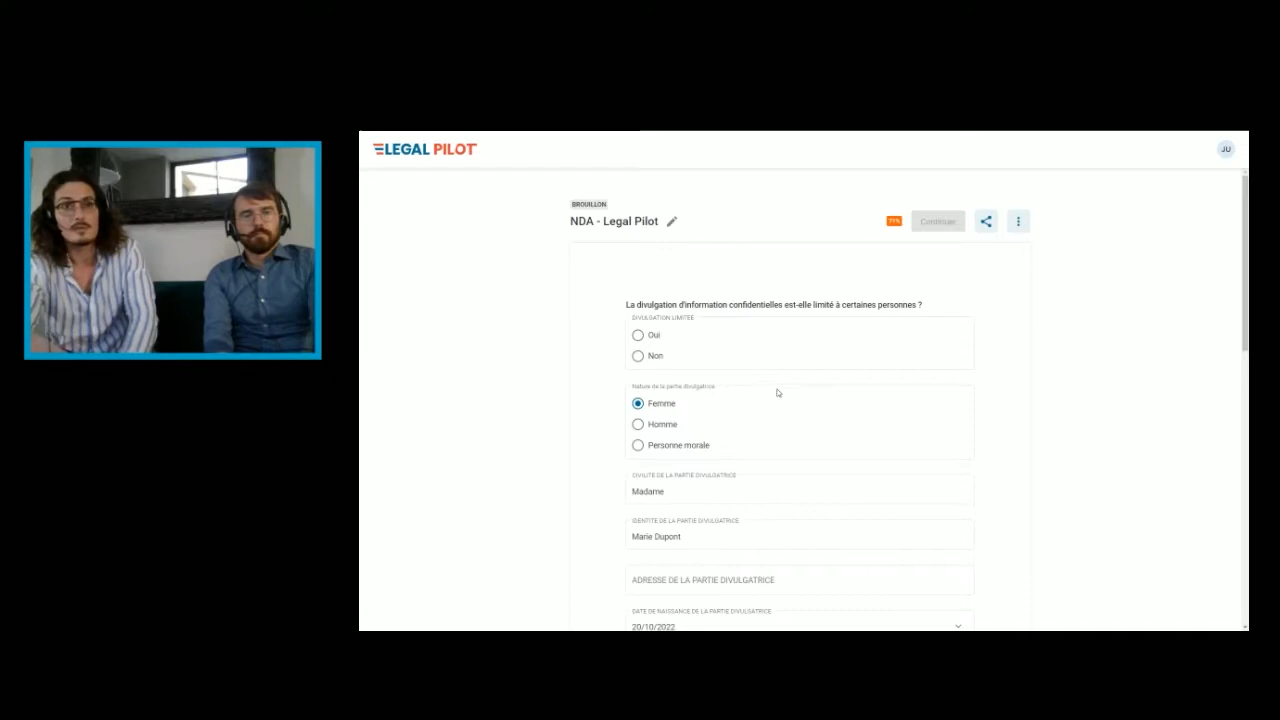 LEGAL PILOT
JU
BROUILLON
NDA - Legal Pilot
Continuer
La divulgation d'information confidentielles est-elle limité à certaines personnes ?
DIVULGATION LIMITEE
Oui
Non
Nature de la partie divulgatrice
Femme
Homme
Personne morale
CIVILITE DE LA PARTIE DIVULGATRICE
Madame
IDENTITE DE LA PARTIE DIVULGATRICE
Marie Dupont
ADRESSE DE LA PARTIE DIVULGATRICE
DATE DE NAISSANCE DE LA PARTIE DIVULGATRICE
20/10/2022